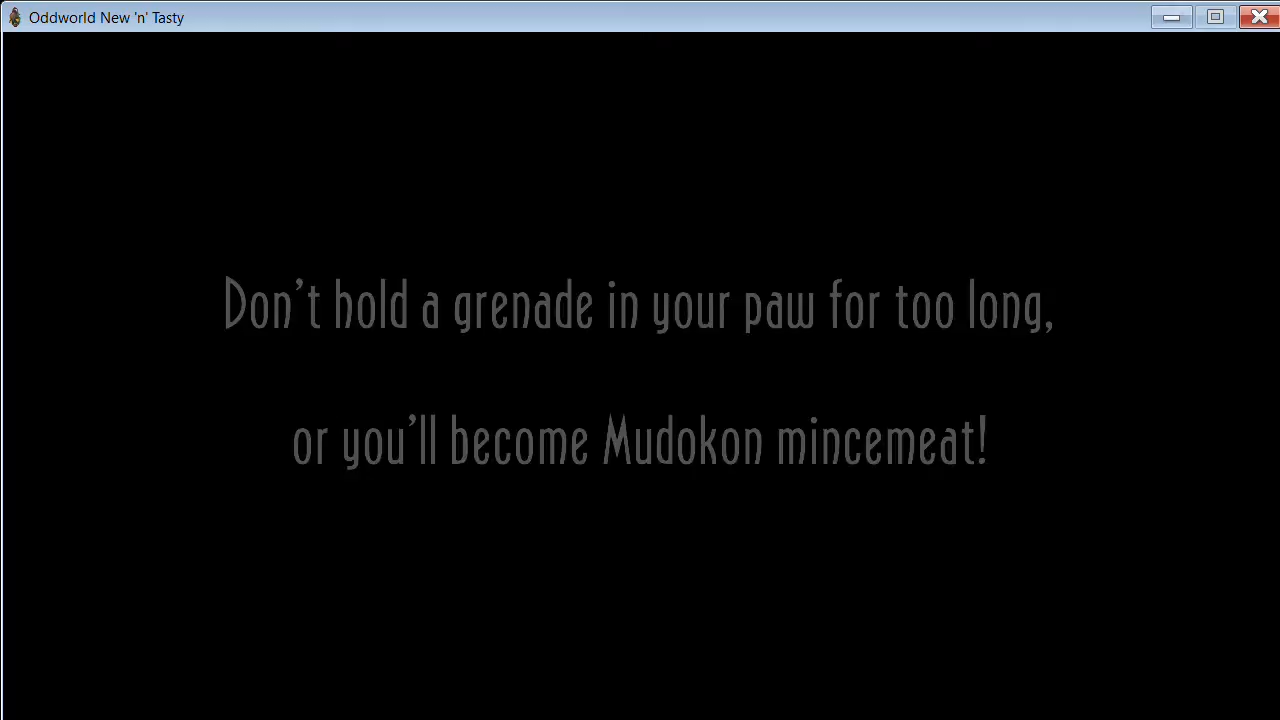 Oddworld New 'n' Tasty
Don't hold a grenade in your paw for too long,
or you'll become Mudokon mincemeat!